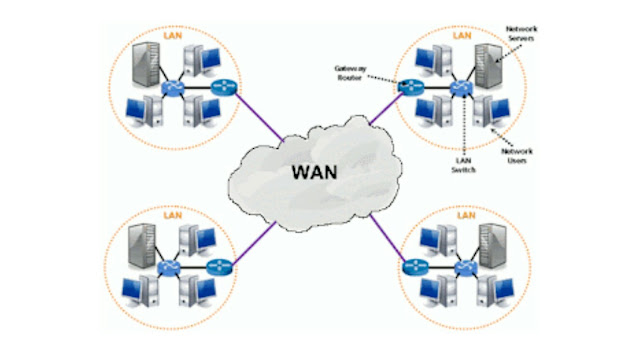 LAN
LAN
Network
Servers
Gateway
Router
WAN
LAN
Switch
Network
Users
LAN
LAN